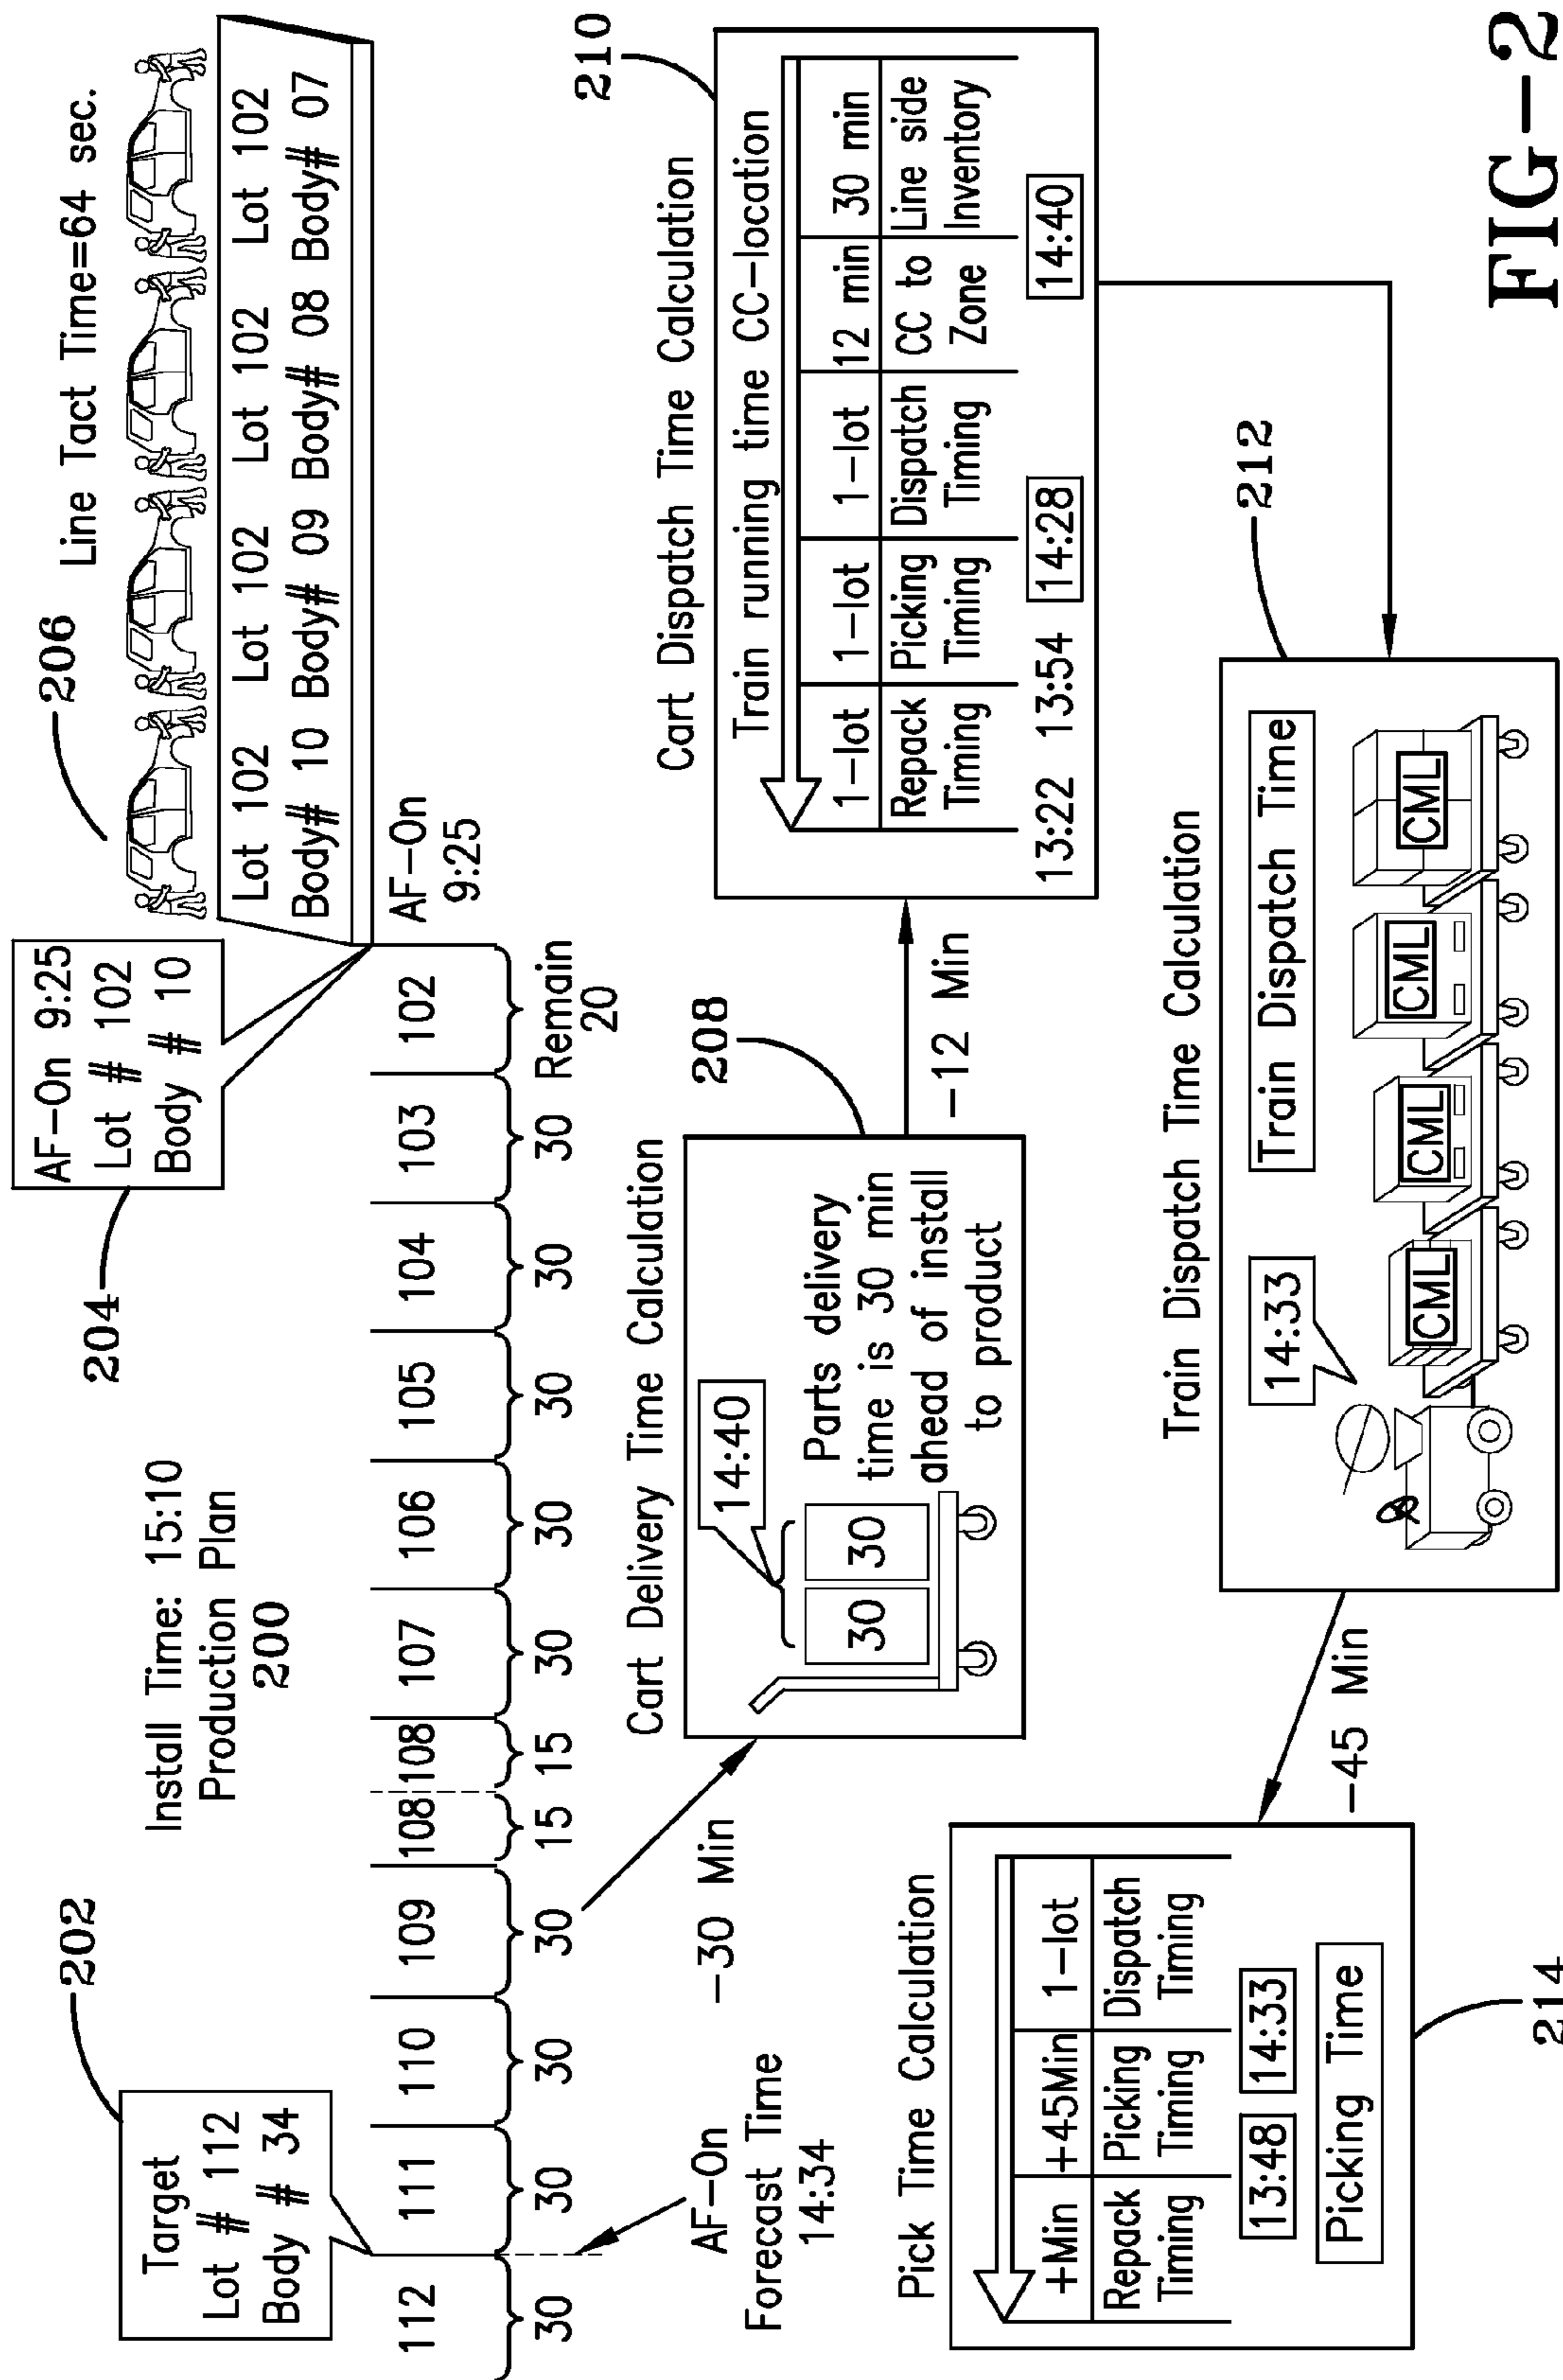 202
Target
Lot # 112
Body # 34
Install Time: 15:10
Production Plan
200
204
AF-On 9:25
Lot # 102
Body # 10
206
Line Tact Time=64 sec.
Lot 102 Lot 102 Lot 102 Lot 102
Body# 10 Body# 09 Body# 08 Body# 07
AF-On
9:25
112 111 110 109 108 108 107 106 105 104 103 102
30 30 30 30 15 15 30 30 30 30 30 Remain
20
AF-On
Forecast Time
14:34
-30 Min
Cart Delivery Time Calculation
14:40
30 30
Parts delivery
time is 30 min
ahead of install
to product
208
-12 Min
Cart Dispatch Time Calculation
210
Train running time CC-location
1-lot 1-lot 1-lot 12 min 30 min
Repack Timing
Picking Timing
Dispatch Timing
CC to Zone
Line side Inventory
13:22 13:54 14:28 14:40
Pick Time Calculation
+Min +45Min 1-lot
Repack Timing
Picking Timing
Dispatch Timing
13:48 14:33
Picking Time
214
-45 Min
Train Dispatch Time Calculation
212
14:33
Train Dispatch Time
CML CML CML CML
FIG-2